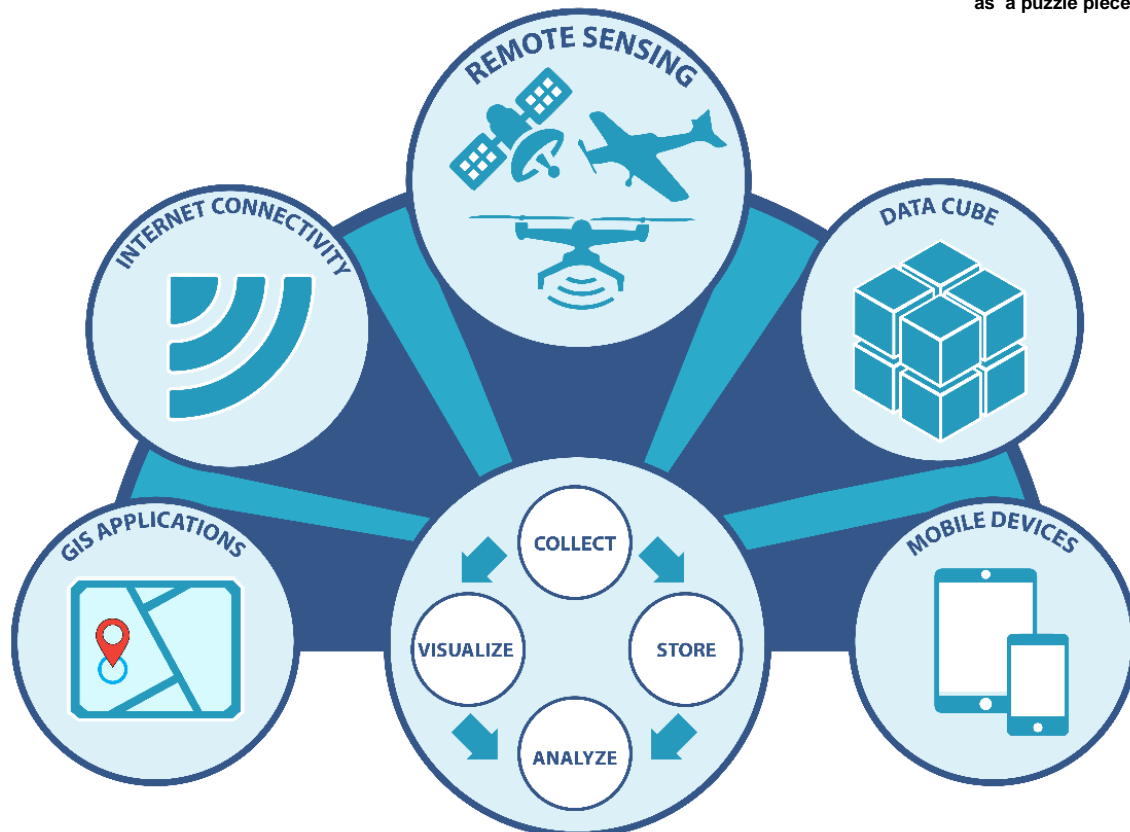 as a puzzle piece
REMOTE SENSING
INTERNET CONNECTIVITY
DATA CUBE
GIS APPLICATIONS
MOBILE DEVICES
COLLECT
VISUALIZE
STORE
ANALYZE